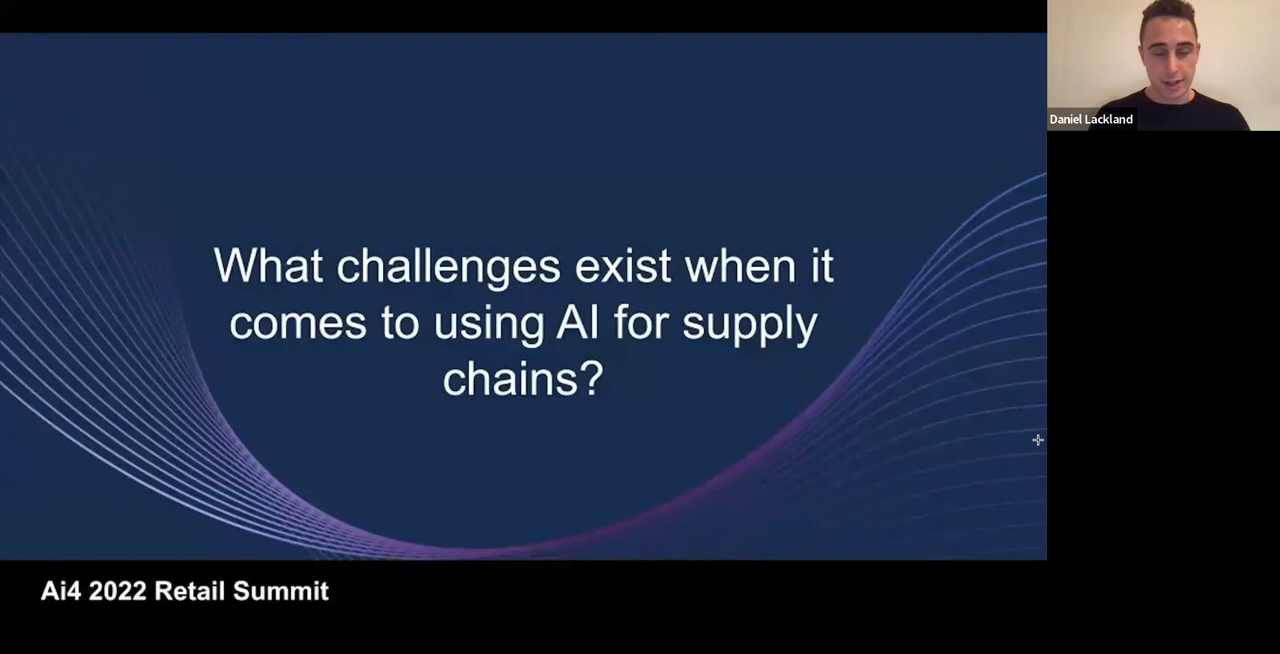 What challenges exist when it
comes to using AI for supply
chains?
Daniel Lackland
Ai4 2022 Retail Summit